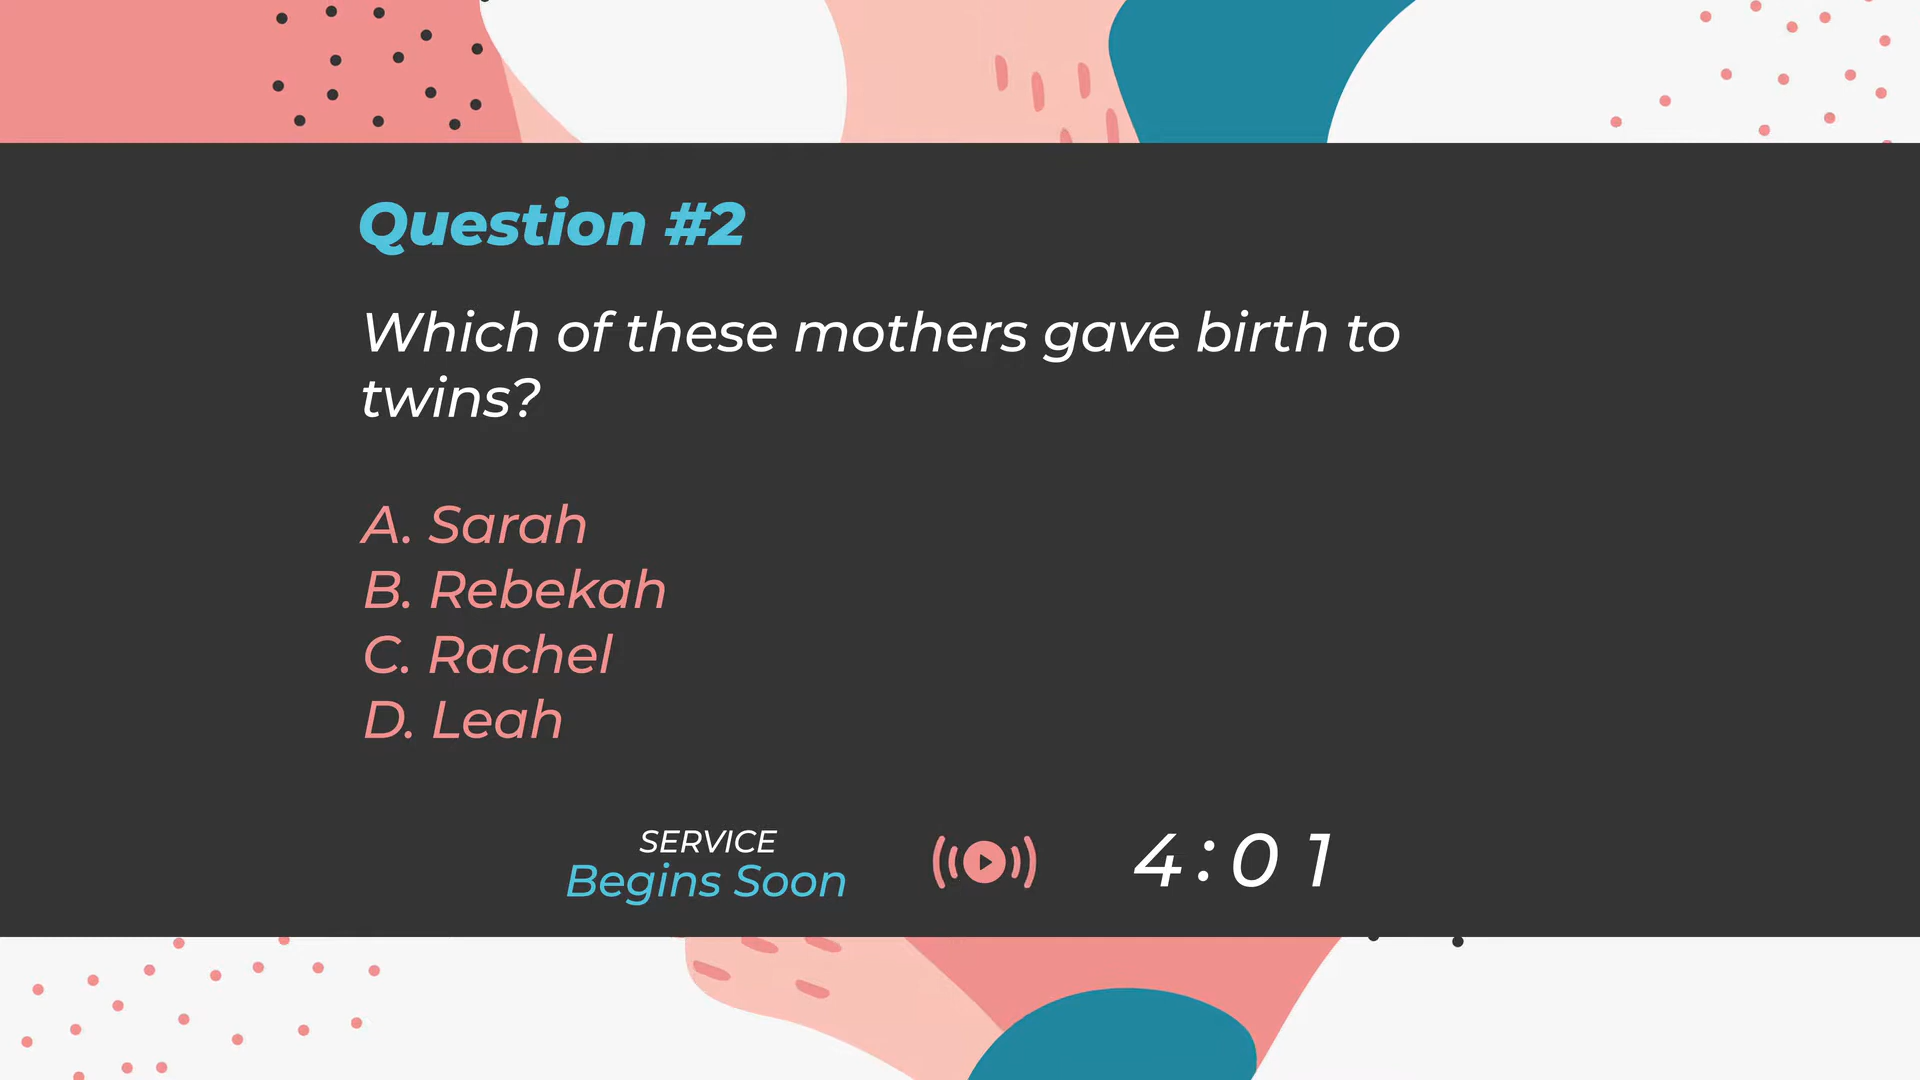 Question #2
Which of these mothers gave birth to
twins?
A. Sarah
B. Rebekah
C. Rachel
D. Leah
SERVICE
Begins Soon
4:01